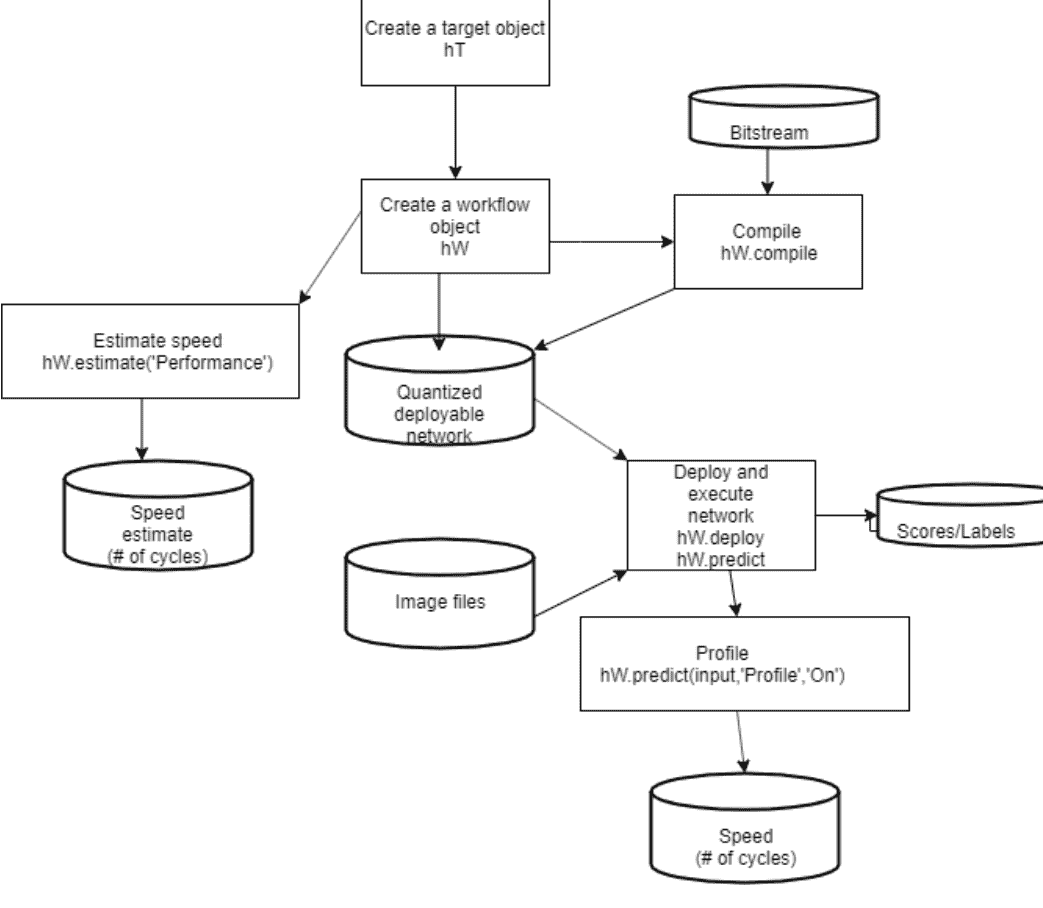 Create a target object
hT
Bitstream
Create a workflow
object
hW
Compile
hW.compile
Estimate speed
hW.estimate('Performance')
Quantized
deployable
network
Speed
estimate
(# of cycles)
Deploy and
execute
network
hW.deploy
hW.predict
Scores/Labels
Image files
Profile
hW.predict(input,'Profile','On')
Speed
(# of cycles)